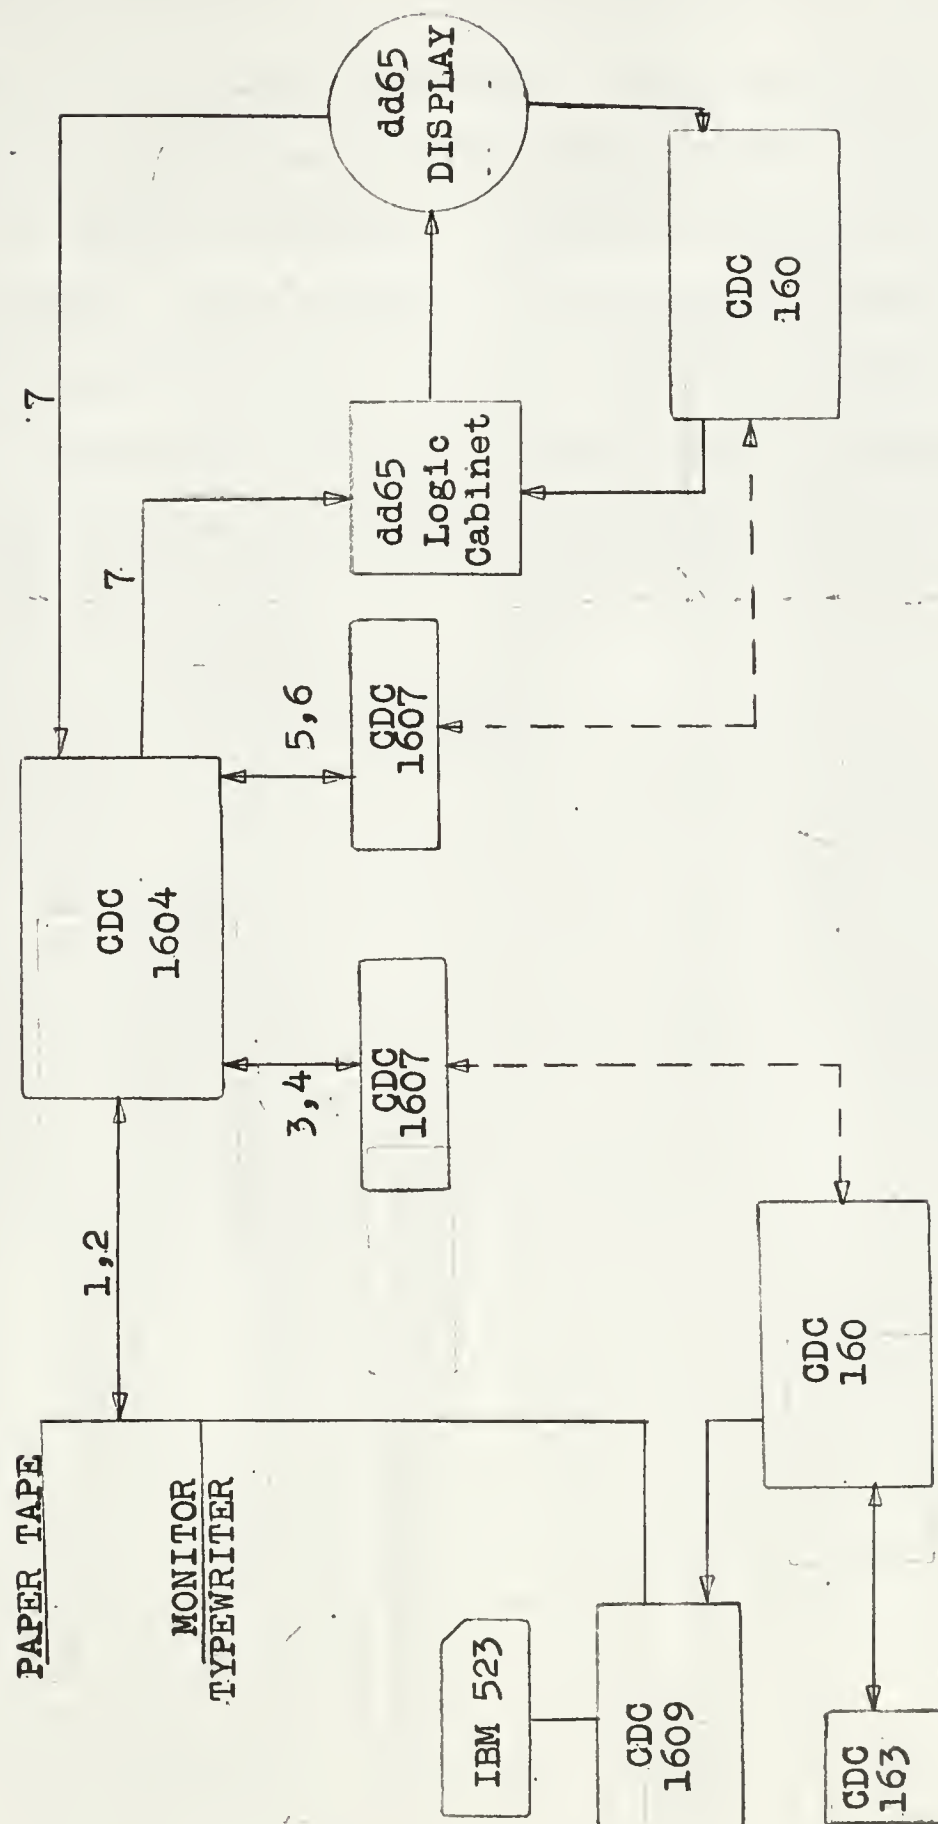 PAPER TAPE
MONITOR
TYPEWRITER
1,2
CDC
1604
7
7
3,4
5,6
CDC
1607
CDC
1607
dd65
Logic
Cabinet
dd65
DISPLAY
IBM 523
CDC
1609
CDC
163
CDC
160
CDC
160